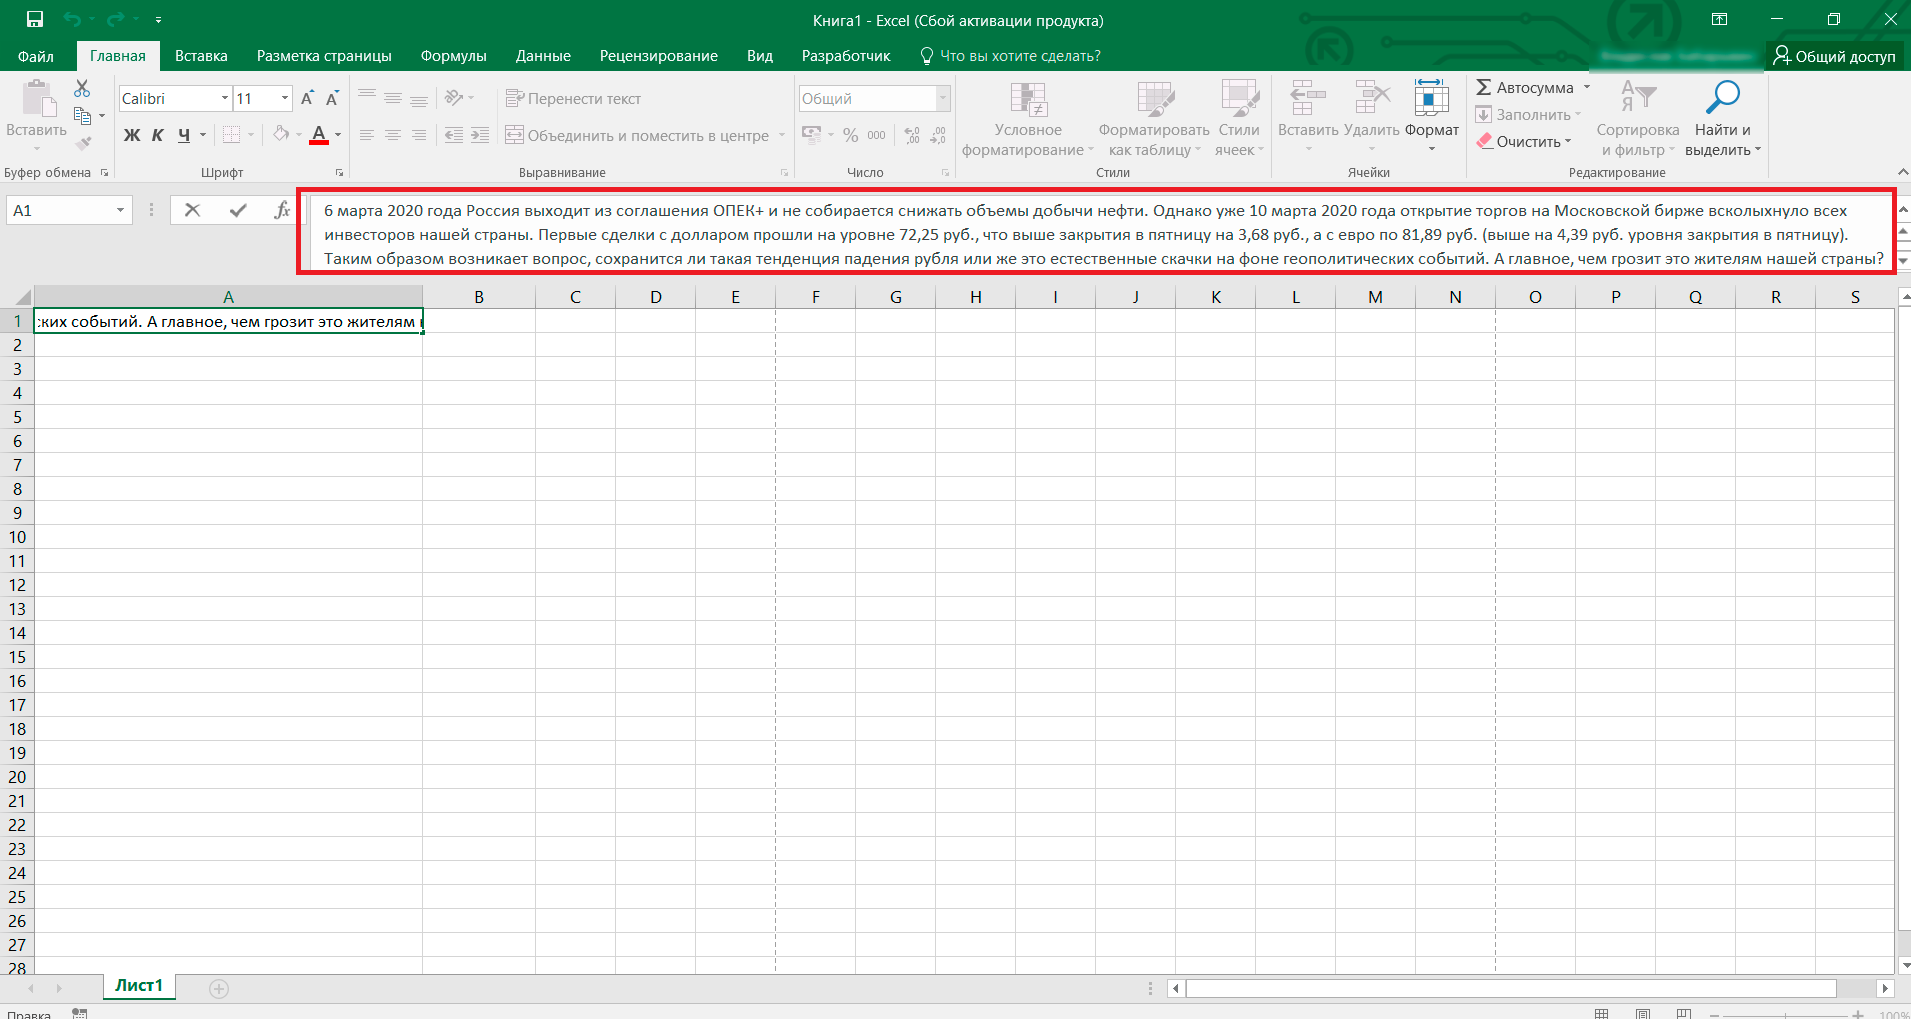 Книга1 - Excel (Сбой активации продукта)
Файл Главная Вставка Разметка страницы Формулы Данные Рецензирование Вид Разработчик Что вы хотите сделать? Общий доступ
Вставить
Буфер обмена
Calibri 11
Ж К Ч А
Шрифт
Перенести текст
Объединить и поместить в центре
Выравнивание
Общий
% 000 ,00
Число
Условное форматирование
Форматировать как таблицу
Стили ячеек
Стили
Вставить Удалить Формат
Ячейки
Автосумма
Заполнить
Очистить
Сортировка и фильтр
Найти и выделить
Редактирование
A1 fx
6 марта 2020 года Россия выходит из соглашения ОПЕК+ и не собирается снижать объемы добычи нефти. Однако уже 10 марта 2020 года открытие торгов на Московской бирже всколыхнуло всех
инвесторов нашей страны. Первые сделки с долларом прошли на уровне 72,25 руб., что выше закрытия в пятницу на 3,68 руб., а с евро по 81,89 руб. (выше на 4,39 руб. уровня закрытия в пятницу).
Таким образом возникает вопрос, сохранится ли такая тенденция падения рубля или же это естественные скачки на фоне геополитических событий. А главное, чем грозит это жителям нашей страны?
A B C D E F G H I J K L M N O P Q R S
1 ских событий. А главное, чем грозит это жителям
2
3
4
5
6
7
8
9
10
11
12
13
14
15
16
17
18
19
20
21
22
23
24
25
26
27
28
Лист1
Правка 100%